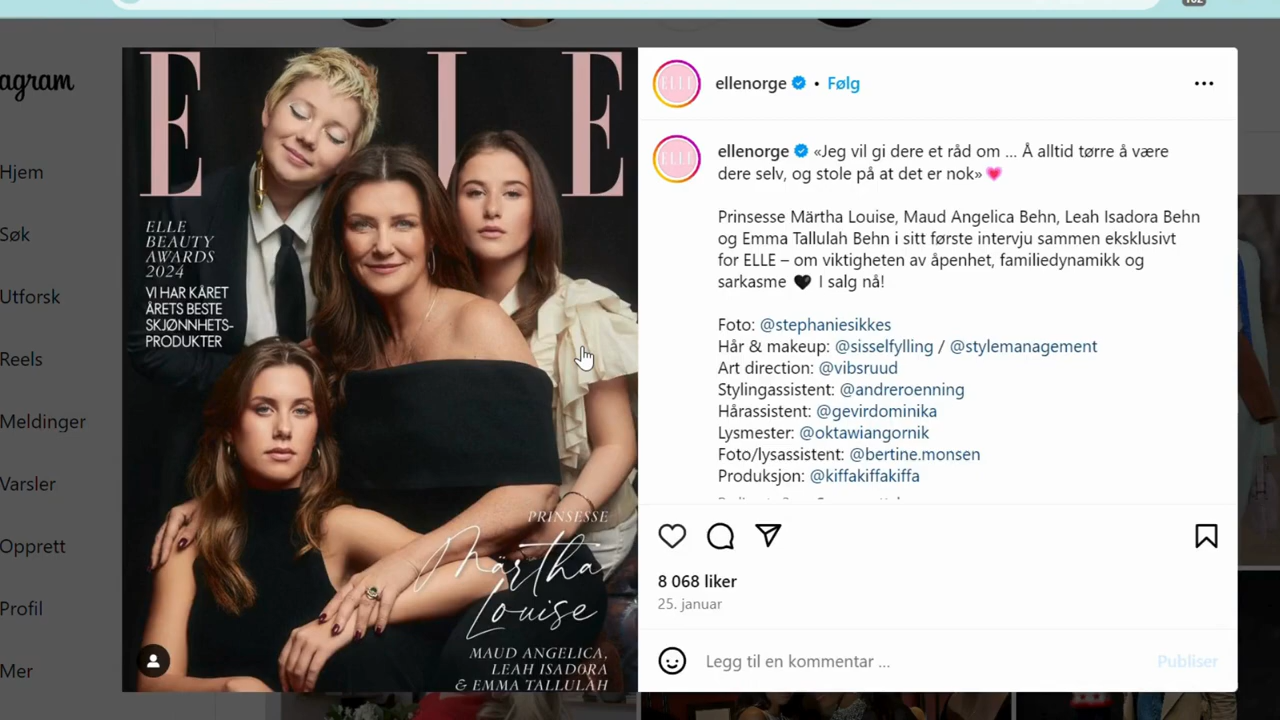 agram
Hjem
Søk
Utforsk
Reels
Meldinger
Varsler
Opprett
Profil
Mer
ELLE
ELLE
BEAUTY
AWARDS
2024
VI HAR KÅRET
ÅRETS BESTE
SKJØNNHETS-
PRODUKTER
PRINSESSE
Märtha
Louise
MAUD ANGELICA,
LEAH ISADORA
& EMMA TALLULAH
ELLE
ellenorge • Følg
ELLE
ellenorge «Jeg vil gi dere et råd om ... Å alltid tørre å være
dere selv, og stole på at det er nok»💗
Prinsesse Märtha Louise, Maud Angelica Behn, Leah Isadora Behn
og Emma Tallulah Behn i sitt første intervju sammen eksklusivt
for ELLE – om viktigheten av åpenhet, familiedynamikk og
sarkasme 🖤 I salg nå!
Foto: @stephaniesikkes
Hår & makeup: @sisselfylling / @stylemanagement
Art direction: @vibsruud
Stylingassistent: @andreroenning
Hårassistent: @gevirdominika
Lysmester: @oktawiangornik
Foto/lysassistent: @bertine.monsen
Produksjon: @kiffakiffakiffa
8 068 liker
25. januar
Legg til en kommentar ...
Publiser